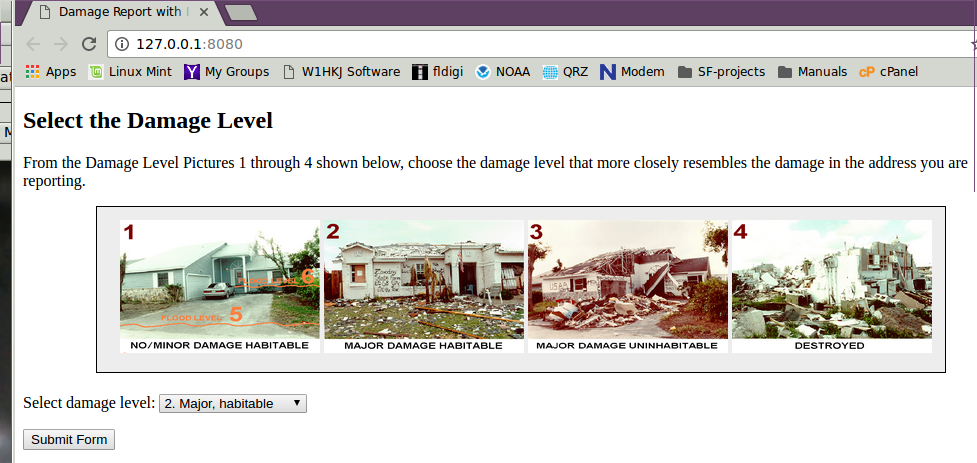 Damage Report with
127.0.0.1:8080
Apps Linux Mint My Groups W1HKJ Software fldigi NOAA QRZ Modem SF-projects Manuals cPanel
Select the Damage Level
From the Damage Level Pictures 1 through 4 shown below, choose the damage level that more closely resembles the damage in the address you are
reporting.
1 2 3 4
FLOOD LEVEL 6
FLOOD LEVEL 5
USAA
NO/MINOR DAMAGE HABITABLE MAJOR DAMAGE HABITABLE MAJOR DAMAGE UNINHABITABLE DESTROYED
Select damage level: 2. Major, habitable
Submit Form